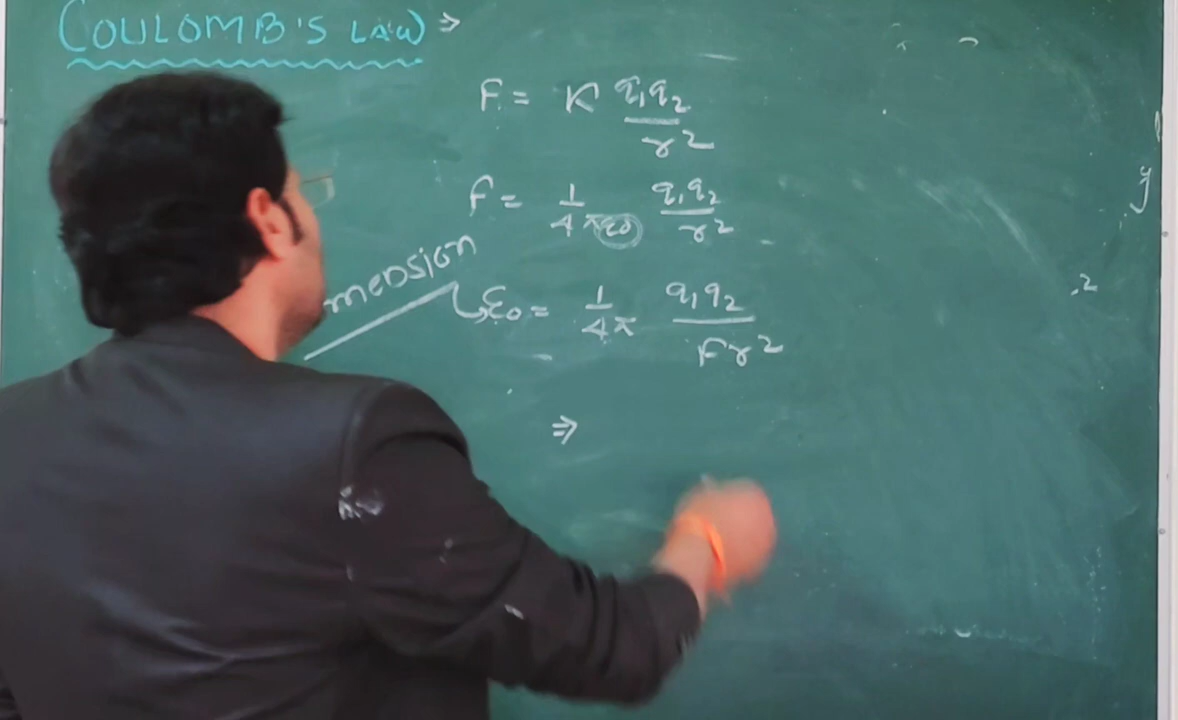 COULOMB'S LAW ⇒
F = K q₁q₂/r²
F = 1/4πε0 q₁q₂/r²
mension
ε0 = 1/4π q₁q₂/Fr²
⇒